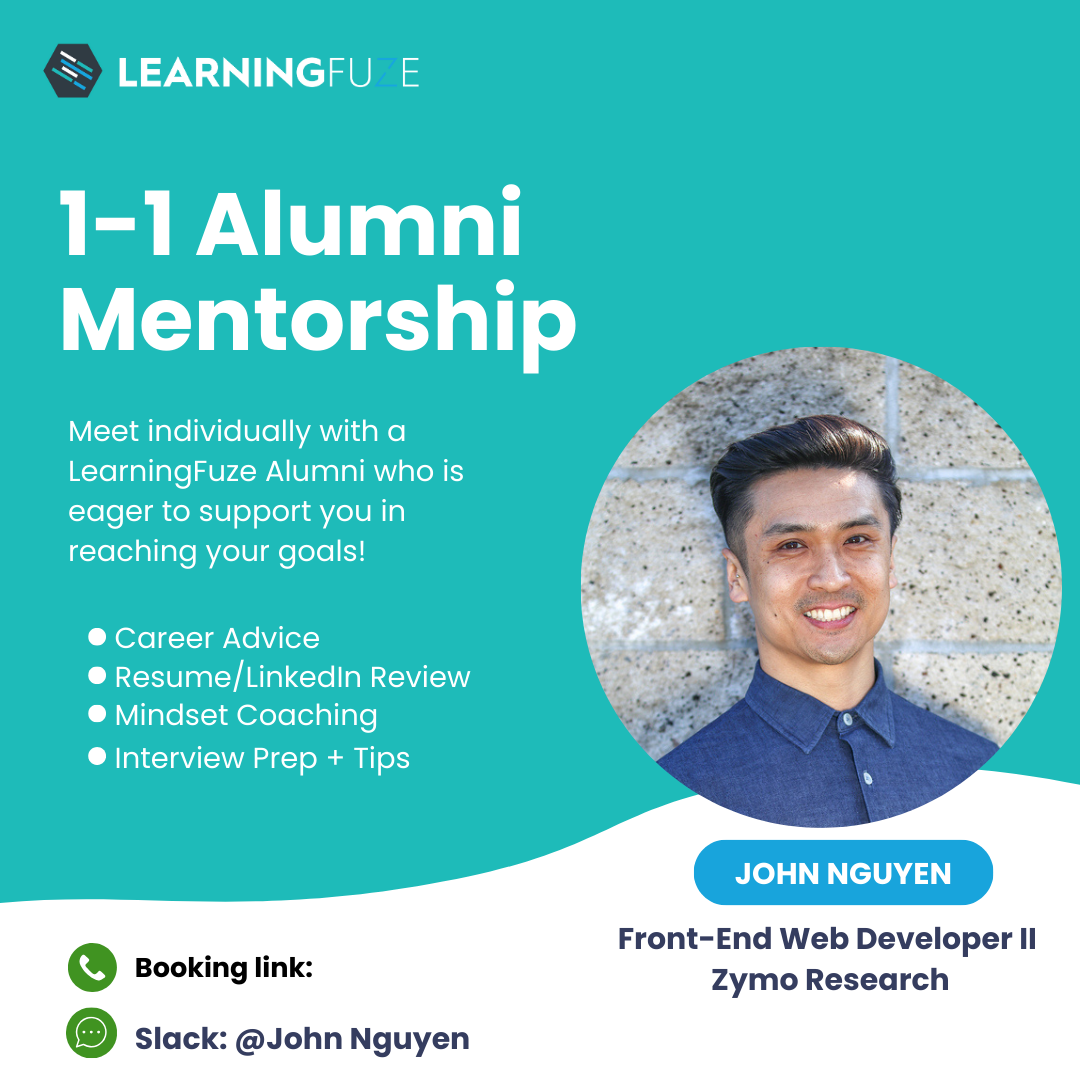 LEARNINGFUZE
1-1 Alumni
Mentorship
Meet individually with a
LearningFuze Alumni who is
eager to support you in
reaching your goals!
Career Advice
Resume/LinkedIn Review
Mindset Coaching
Interview Prep + Tips
JOHN NGUYEN
Front-End Web Developer II
Zymo Research
Booking link:
Slack: @John Nguyen